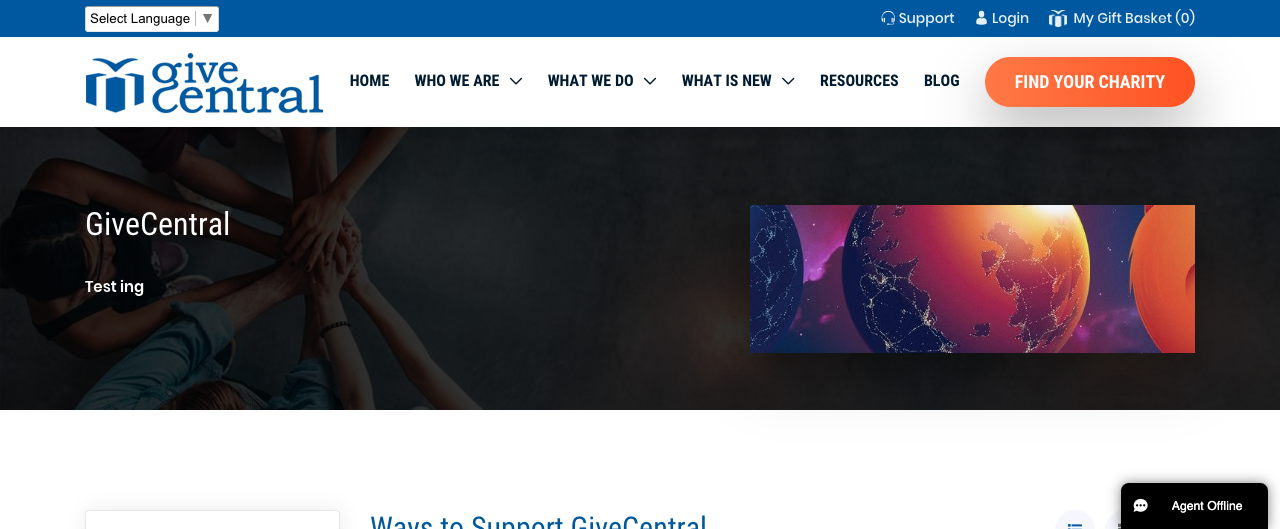 Select Language ▼
Support
Login
My Gift Basket (0)
give central
HOME
WHO WE ARE
WHAT WE DO
WHAT IS NEW
RESOURCES
BLOG
FIND YOUR CHARITY
GiveCentral
Test ing
Ways to Support GiveCentral
Agent Offline